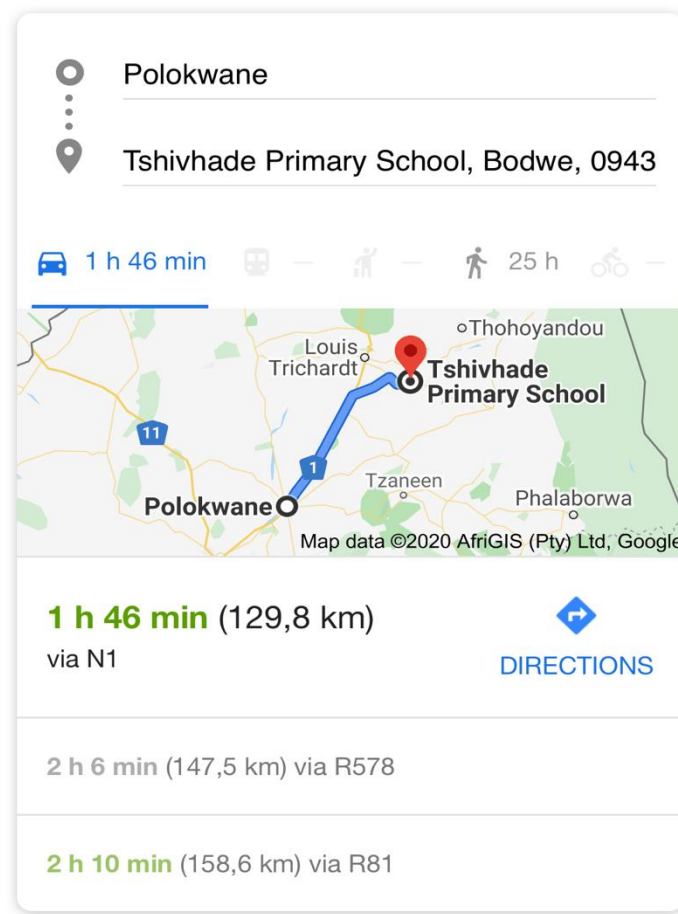 Polokwane
Tshivhade Primary School, Bodwe, 0943
1 h 46 min — — 25 h —
Thohoyandou
Louis
Trichardt
Tshivhade
Primary School
11
1
Tzaneen
Polokwane
Phalaborwa
Map data ©2020 AfriGIS (Pty) Ltd, Google
1 h 46 min (129,8 km)
via N1
DIRECTIONS
2 h 6 min (147,5 km) via R578
2 h 10 min (158,6 km) via R81